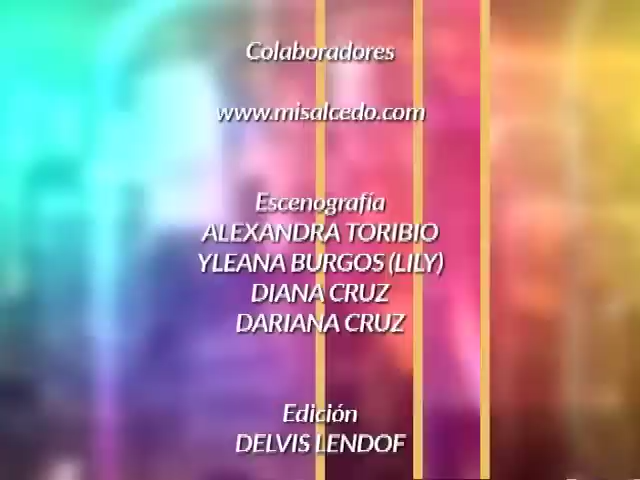 Colaboradores
www.misalcedo.com
Escenografía
ALEXANDRA TORIBIO
YLEANA BURGOS (LILY)
DIANA CRUZ
DARIANA CRUZ
Edición
DELVIS LENDOF